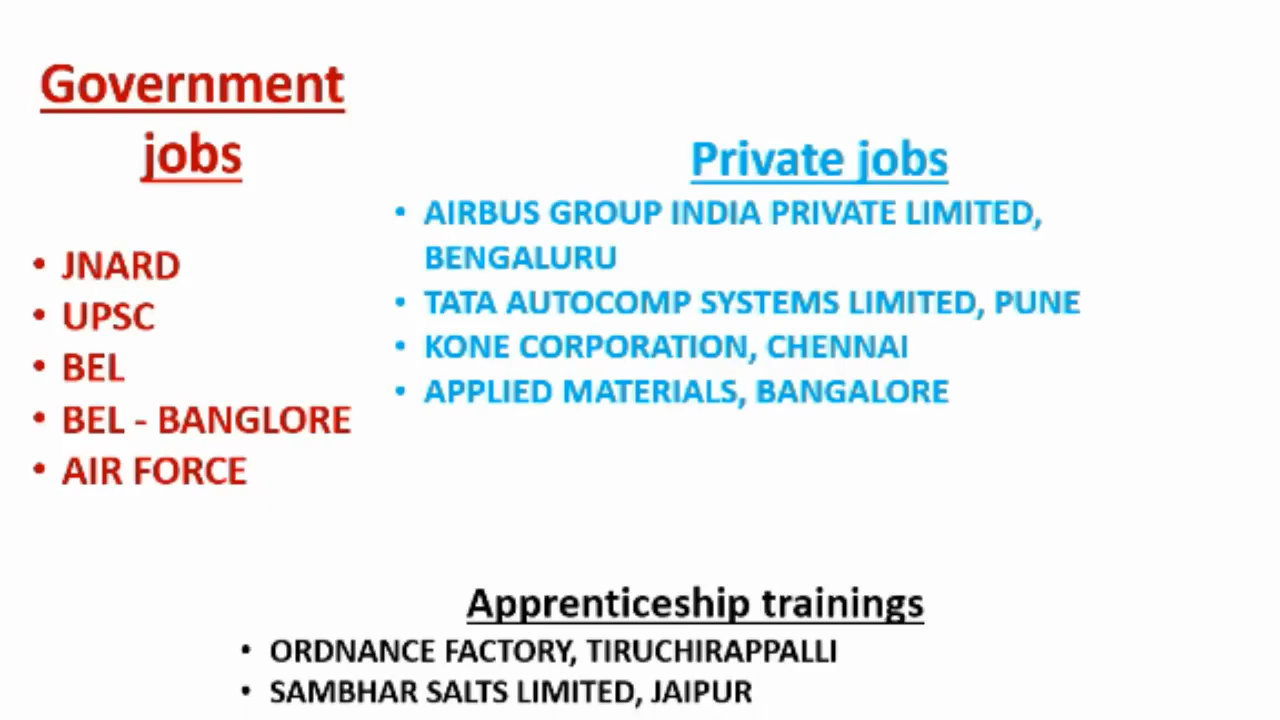 Government
jobs
• JNARD
• UPSC
• BEL
• BEL - BANGLORE
• AIR FORCE
Private jobs
• AIRBUS GROUP INDIA PRIVATE LIMITED,
BENGALURU
• TATA AUTOCOMP SYSTEMS LIMITED, PUNE
• KONE CORPORATION, CHENNAI
• APPLIED MATERIALS, BANGALORE
Apprenticeship trainings
• ORDNANCE FACTORY, TIRUCHIRAPPALLI
• SAMBHAR SALTS LIMITED, JAIPUR